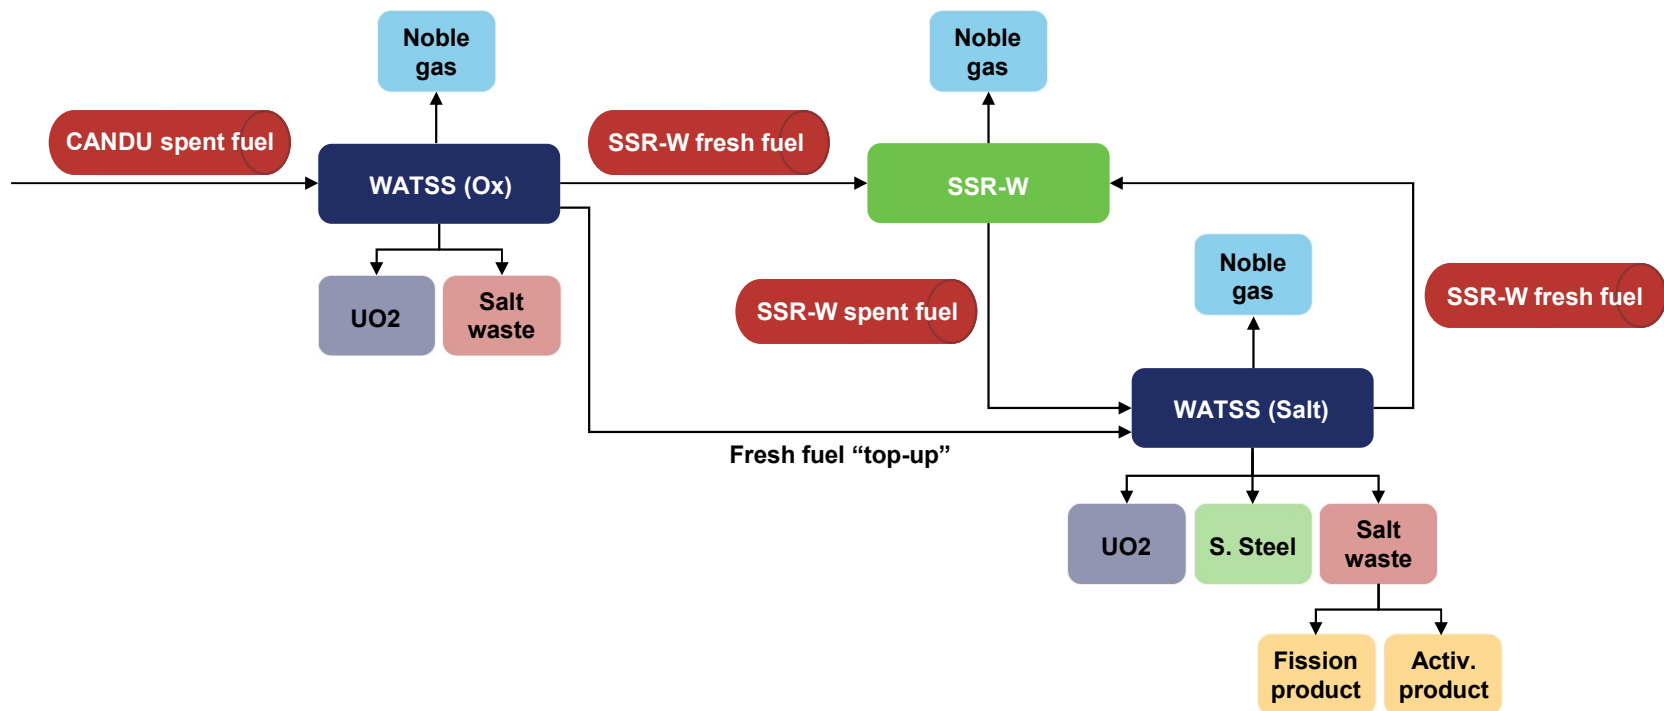 Noble
gas
Noble
gas
CANDU spent fuel
SSR-W fresh fuel
WATSS (Ox)
SSR-W
Noble
gas
UO2
Salt
waste
SSR-W spent fuel
SSR-W fresh fuel
WATSS (Salt)
Fresh fuel “top-up”
UO2
S. Steel
Salt
waste
Fission
product
Activ.
product